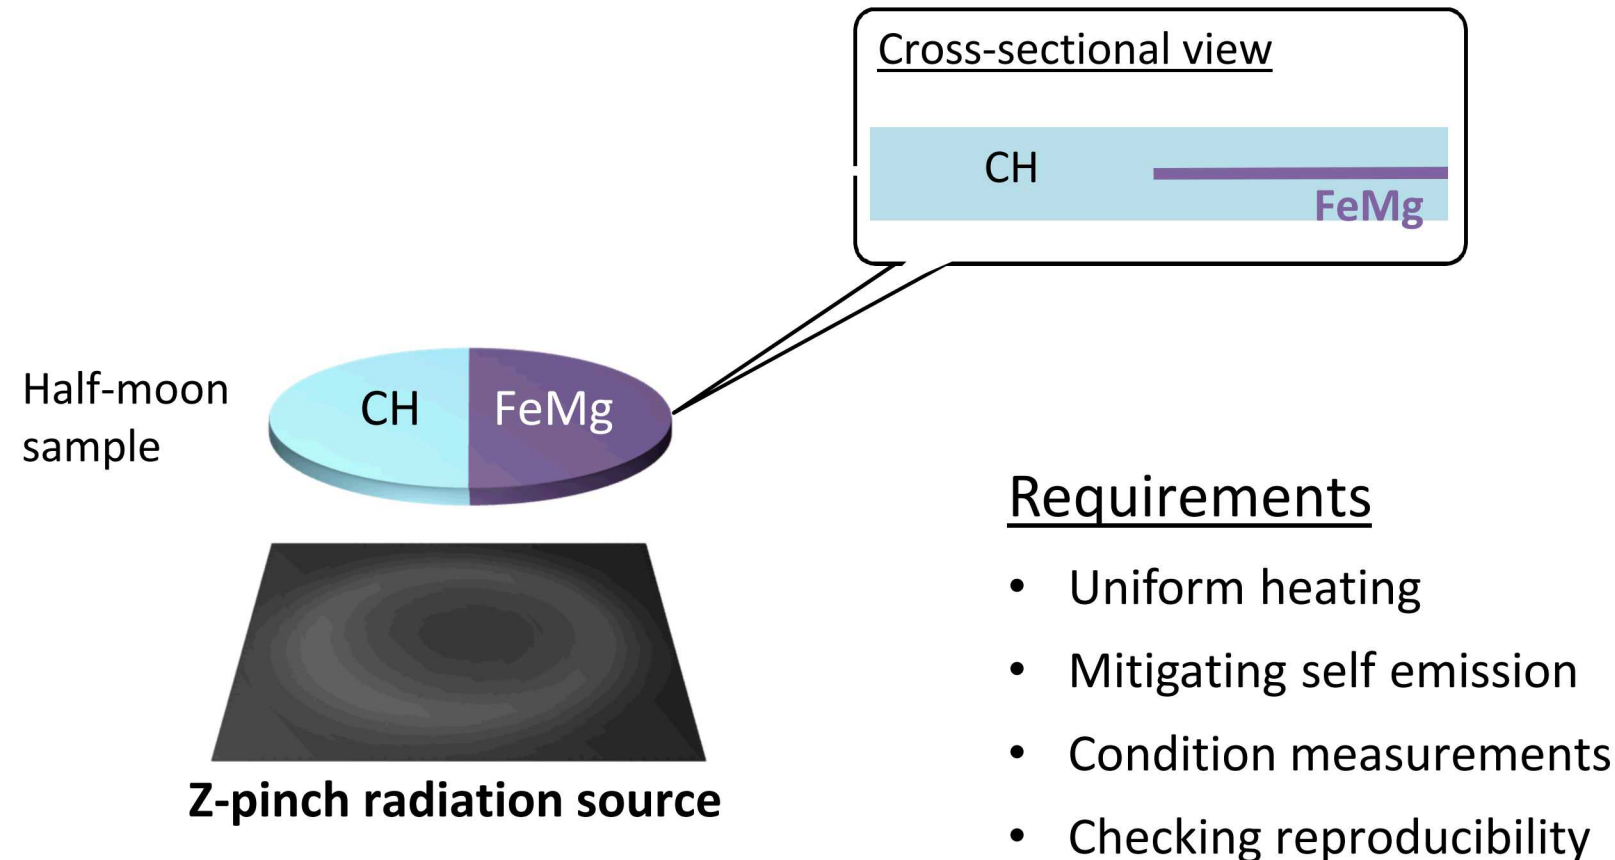 Cross-sectional view
CH
FeMg
Half-moon
sample
CH
FeMg
Z-pinch radiation source
Requirements
• Uniform heating
• Mitigating self emission
• Condition measurements
• Checking reproducibility